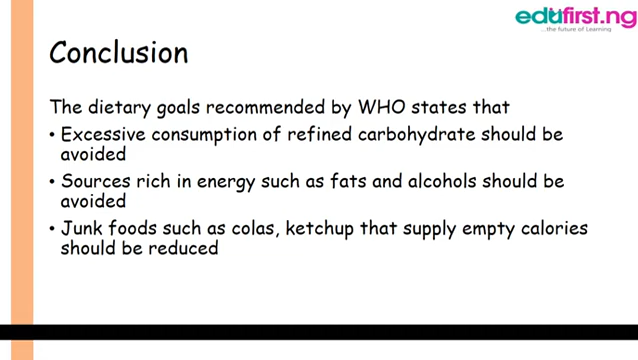 edufirst.ng
...the future of Learning
Conclusion
The dietary goals recommended by WHO states that
• Excessive consumption of refined carbohydrate should be
avoided
• Sources rich in energy such as fats and alcohols should be
avoided
• Junk foods such as colas, ketchup that supply empty calories
should be reduced